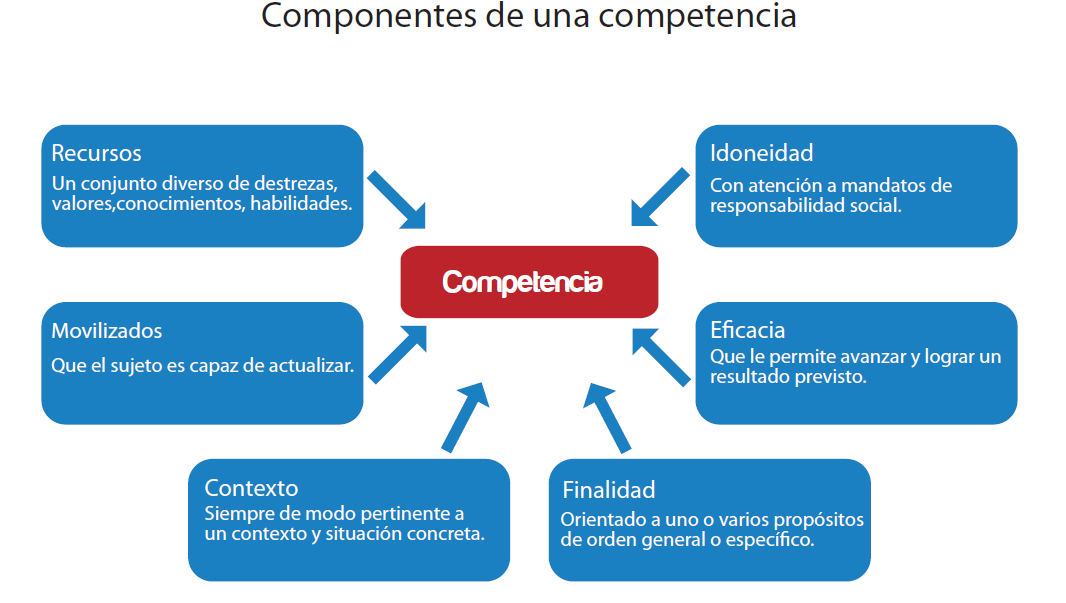 Componentes de una competencia
Recursos
Un conjunto diverso de destrezas,
valores,conocimientos, habilidades.
Idoneidad
Con atención a mandatos de
responsabilidad social.
Competencia
Movilizados
Que el sujeto es capaz de actualizar.
Eficacia
Que le permite avanzar y lograr un
resultado previsto.
Contexto
Siempre de modo pertinente a
un contexto y situación concreta.
Finalidad
Orientado a uno o varios propósitos
de orden general o específico.